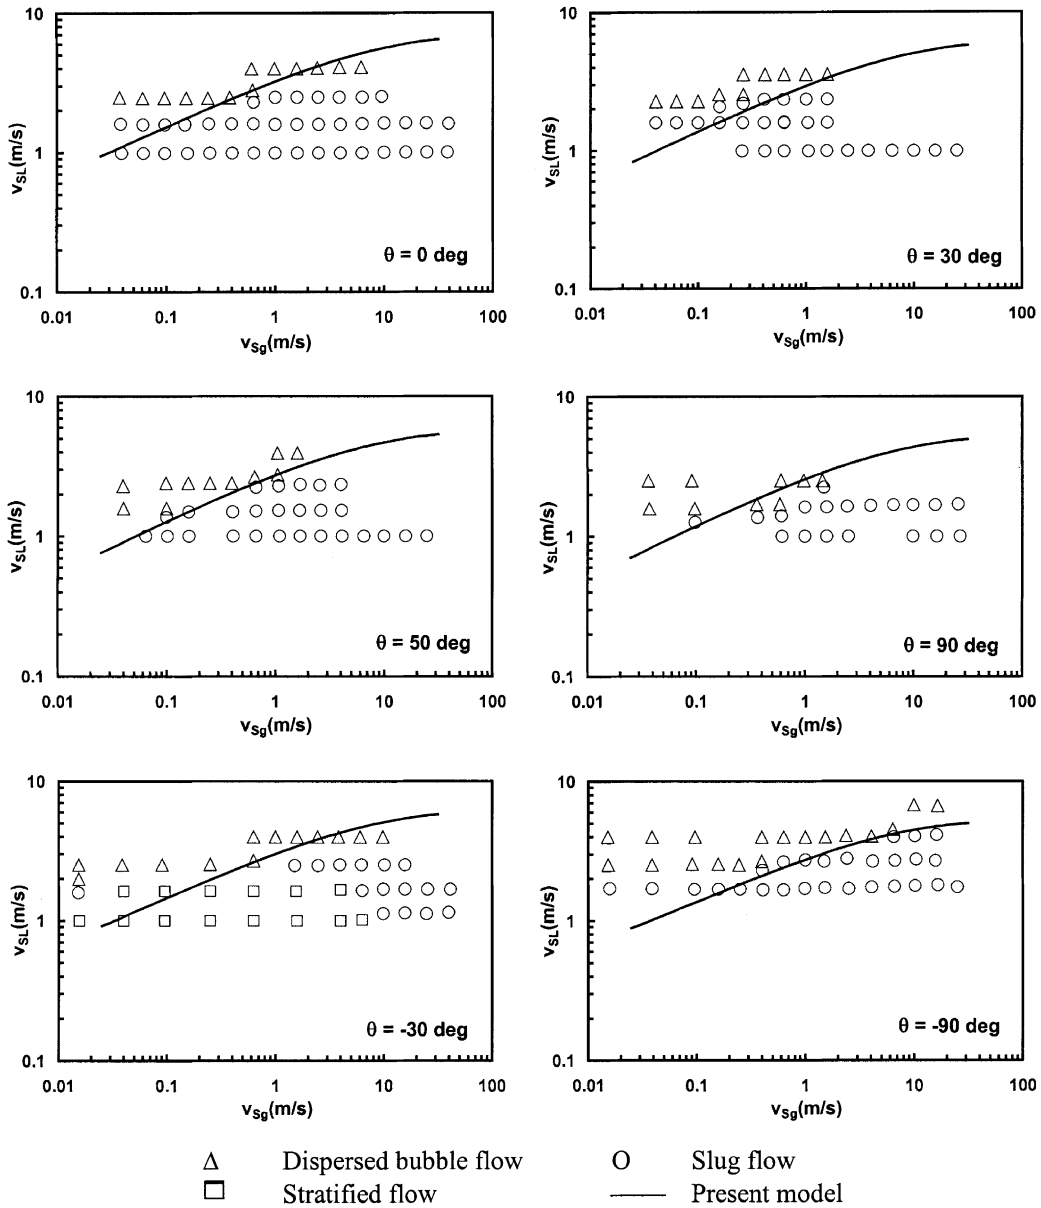 10
1
0.1
v_SL(m/s)
θ = 0 deg
0.01 0.1 1 10 100
v_Sg(m/s)
10
1
0.1
v_SL(m/s)
θ = 30 deg
0.01 0.1 1 10 100
v_Sg(m/s)
10
1
0.1
v_SL(m/s)
θ = 50 deg
0.01 0.1 1 10 100
v_Sg(m/s)
10
1
0.1
v_SL(m/s)
θ = 90 deg
0.01 0.1 1 10 100
v_Sg(m/s)
10
1
0.1
v_SL(m/s)
θ = -30 deg
0.01 0.1 1 10 100
v_Sg(m/s)
10
1
0.1
v_SL(m/s)
θ = -90 deg
0.01 0.1 1 10 100
v_Sg(m/s)
Dispersed bubble flow
Slug flow
Stratified flow
Present model